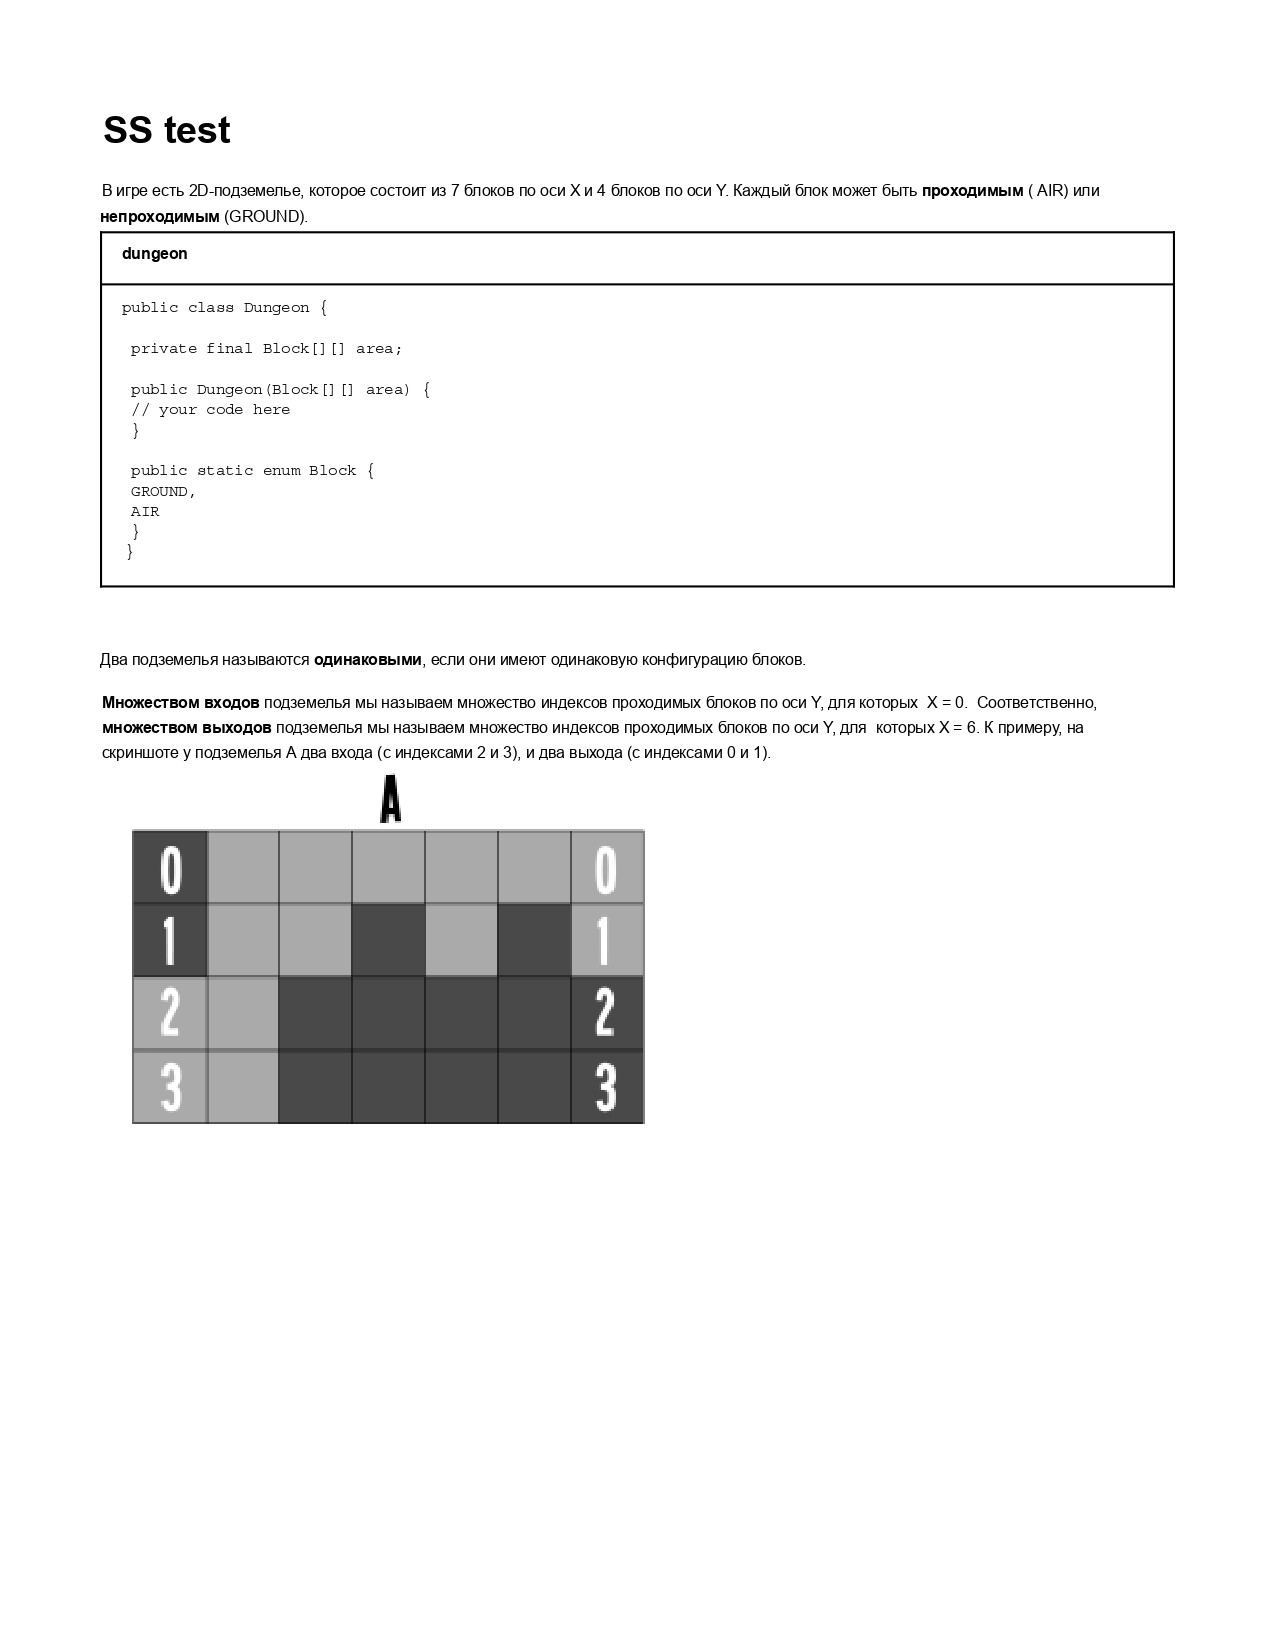 SS test
В игре есть 2D-подземелье, которое состоит из 7 блоков по оси X и 4 блоков по оси Y. Каждый блок может быть проходимым ( AIR) или
непроходимым (GROUND).
dungeon
public class Dungeon {
private final Block[][] area;
public Dungeon(Block[][] area) {
// your code here
}
public static enum Block {
GROUND,
AIR
}
}
Два подземелья называются одинаковыми, если они имеют одинаковую конфигурацию блоков.
Множеством входов подземелья мы называем множество индексов проходимых блоков по оси Y, для которых X = 0. Соответственно,
множеством выходов подземелья мы называем множество индексов проходимых блоков по оси Y, для которых X = 6. К примеру, на
скриншоте у подземелья А два входа (с индексами 2 и 3), и два выхода (с индексами 0 и 1).
A
0 0
1 1
2 2
3 3